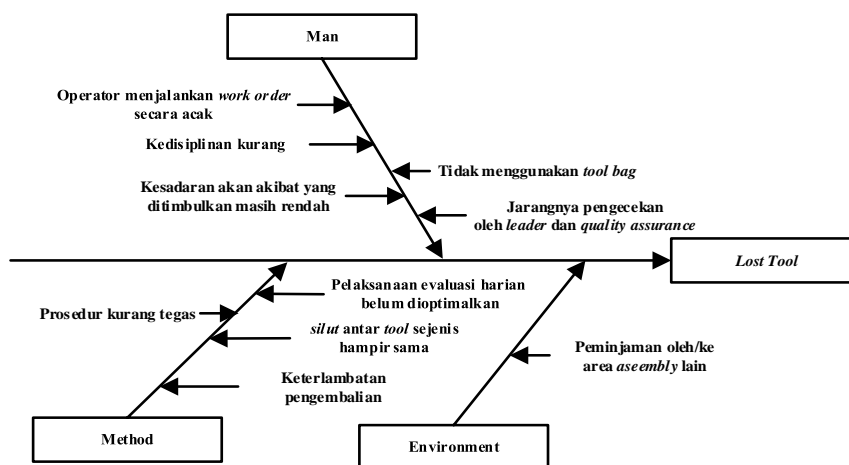 Man
Operator menjalankan work order
secara acak
Kedisiplinan kurang
Tidak menggunakan tool bag
Kesadaran akan akibat yang
ditimbulkan masih rendah
Jarangnya pengecekan
oleh leader dan quality assurance
Lost Tool
Pelaksanaan evaluasi harian
belum dioptimalkan
Prosedur kurang tegas
silut antar tool sejenis
hampir sama
Peminjaman oleh/ke
area aseembly lain
Keterlambatan
pengembalian
Method
Environment